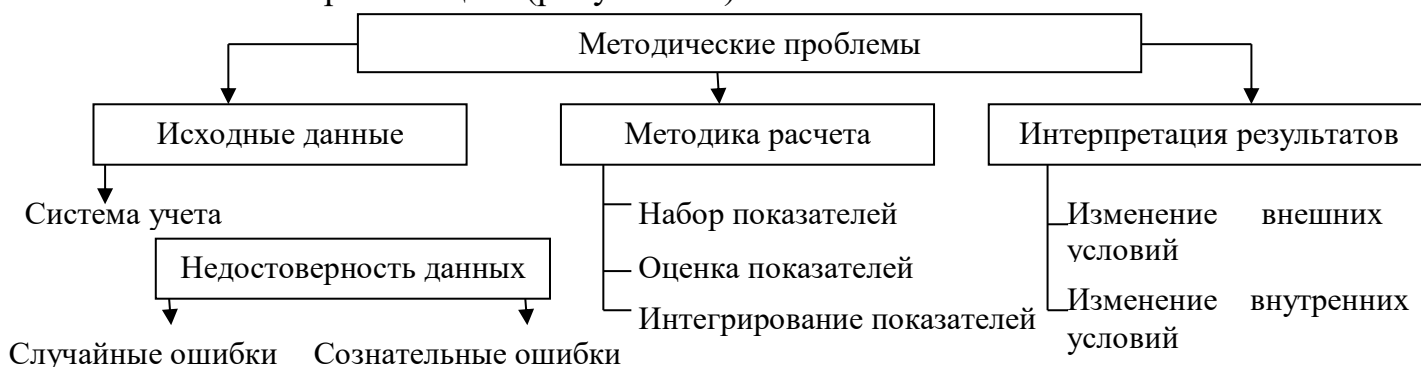 Методические проблемы
Исходные данные
Методика расчета
Интерпретация результатов
Система учета
Недостоверность данных
Случайные ошибки
Сознательные ошибки
Набор показателей
Оценка показателей
Интегрирование показателей
Изменение внешних
условий
Изменение внутренних
условий